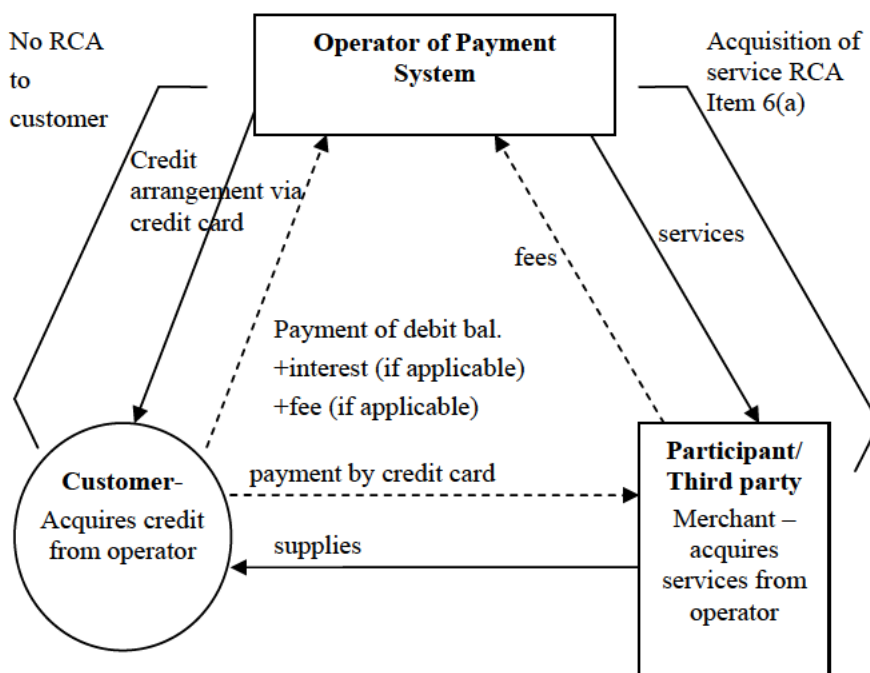 No RCA
to
customer
Operator of Payment
System
Acquisition of
service RCA
Item 6(a)
Credit
arrangement via
credit card
services
fees
Payment of debit bal.
+interest (if applicable)
+fee (if applicable)
Customer-
Acquires credit
from operator
payment by credit card
supplies
Participant/
Third party
Merchant –
acquires
services from
operator